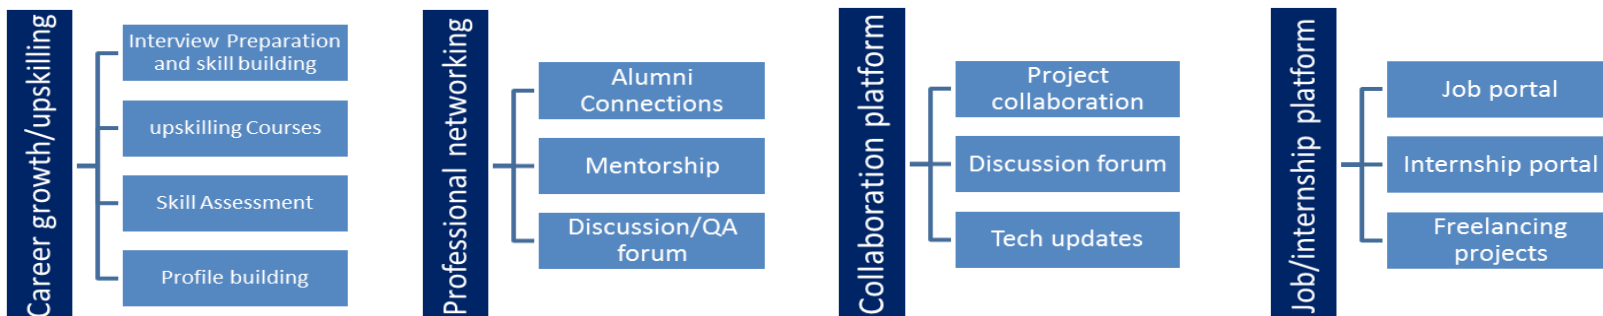 Career growth/upskilling
Interview Preparation
and skill building
upskilling Courses
Skill Assessment
Profile building
Professional networking
Alumni
Connections
Mentorship
Discussion/QA
forum
Collaboration platform
Project
collaboration
Discussion forum
Tech updates
Job/internship platform
Job portal
Internship portal
Freelancing
projects